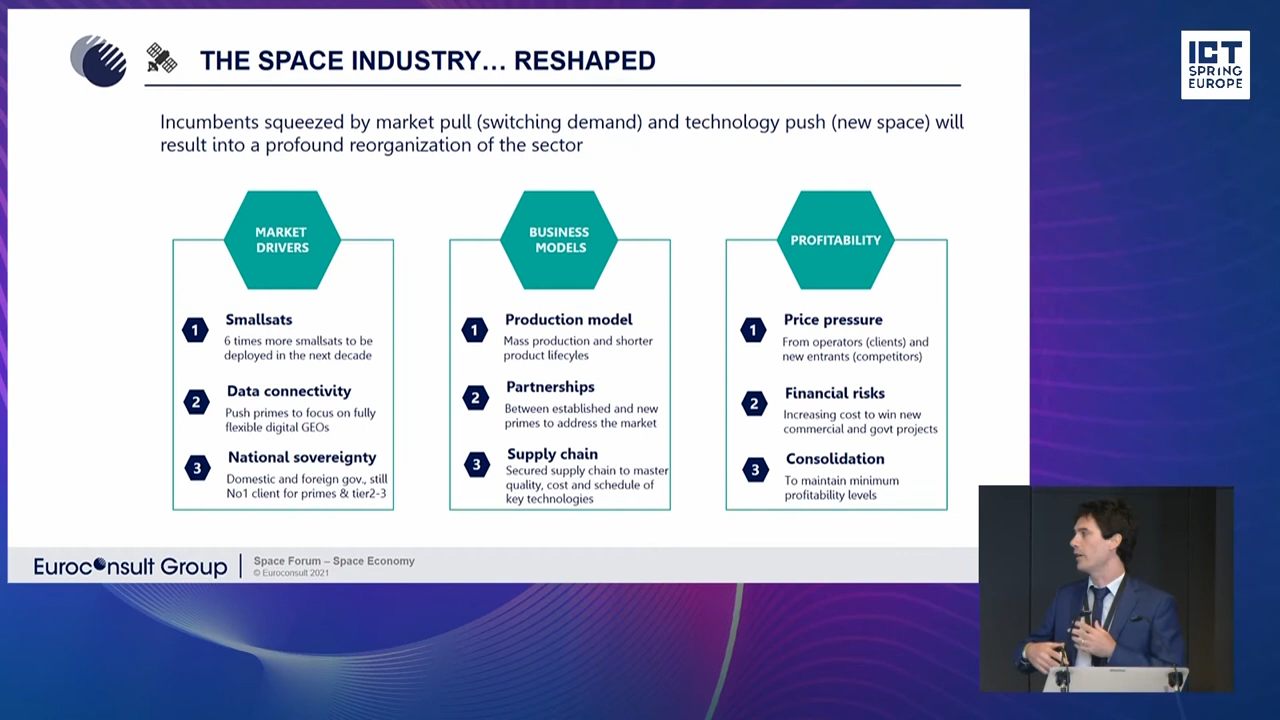 THE SPACE INDUSTRY... RESHAPED
ICT
SPRING
EUROPE
Incumbents squeezed by market pull (switching demand) and technology push (new space) will
result into a profound reorganization of the sector
MARKET
DRIVERS
1
Smallsats
6 times more smallsats to be
deployed in the next decade
2
Data connectivity
Push primes to focus on fully
flexible digital GEOs
3
National sovereignty
Domestic and foreign gov., still
No1 client for primes & tier2-3
BUSINESS
MODELS
1
Production model
Mass production and shorter
product lifecyles
2
Partnerships
Between established and new
primes to address the market
3
Supply chain
Secured supply chain to master
quality, cost and schedule of
key technologies
PROFITABILITY
1
Price pressure
From operators (clients) and
new entrants (competitors)
2
Financial risks
Increasing cost to win new
commercial and govt projects
3
Consolidation
To maintain minimum
profitability levels
Euroconsult Group
Space Forum – Space Economy
© Euroconsult 2021